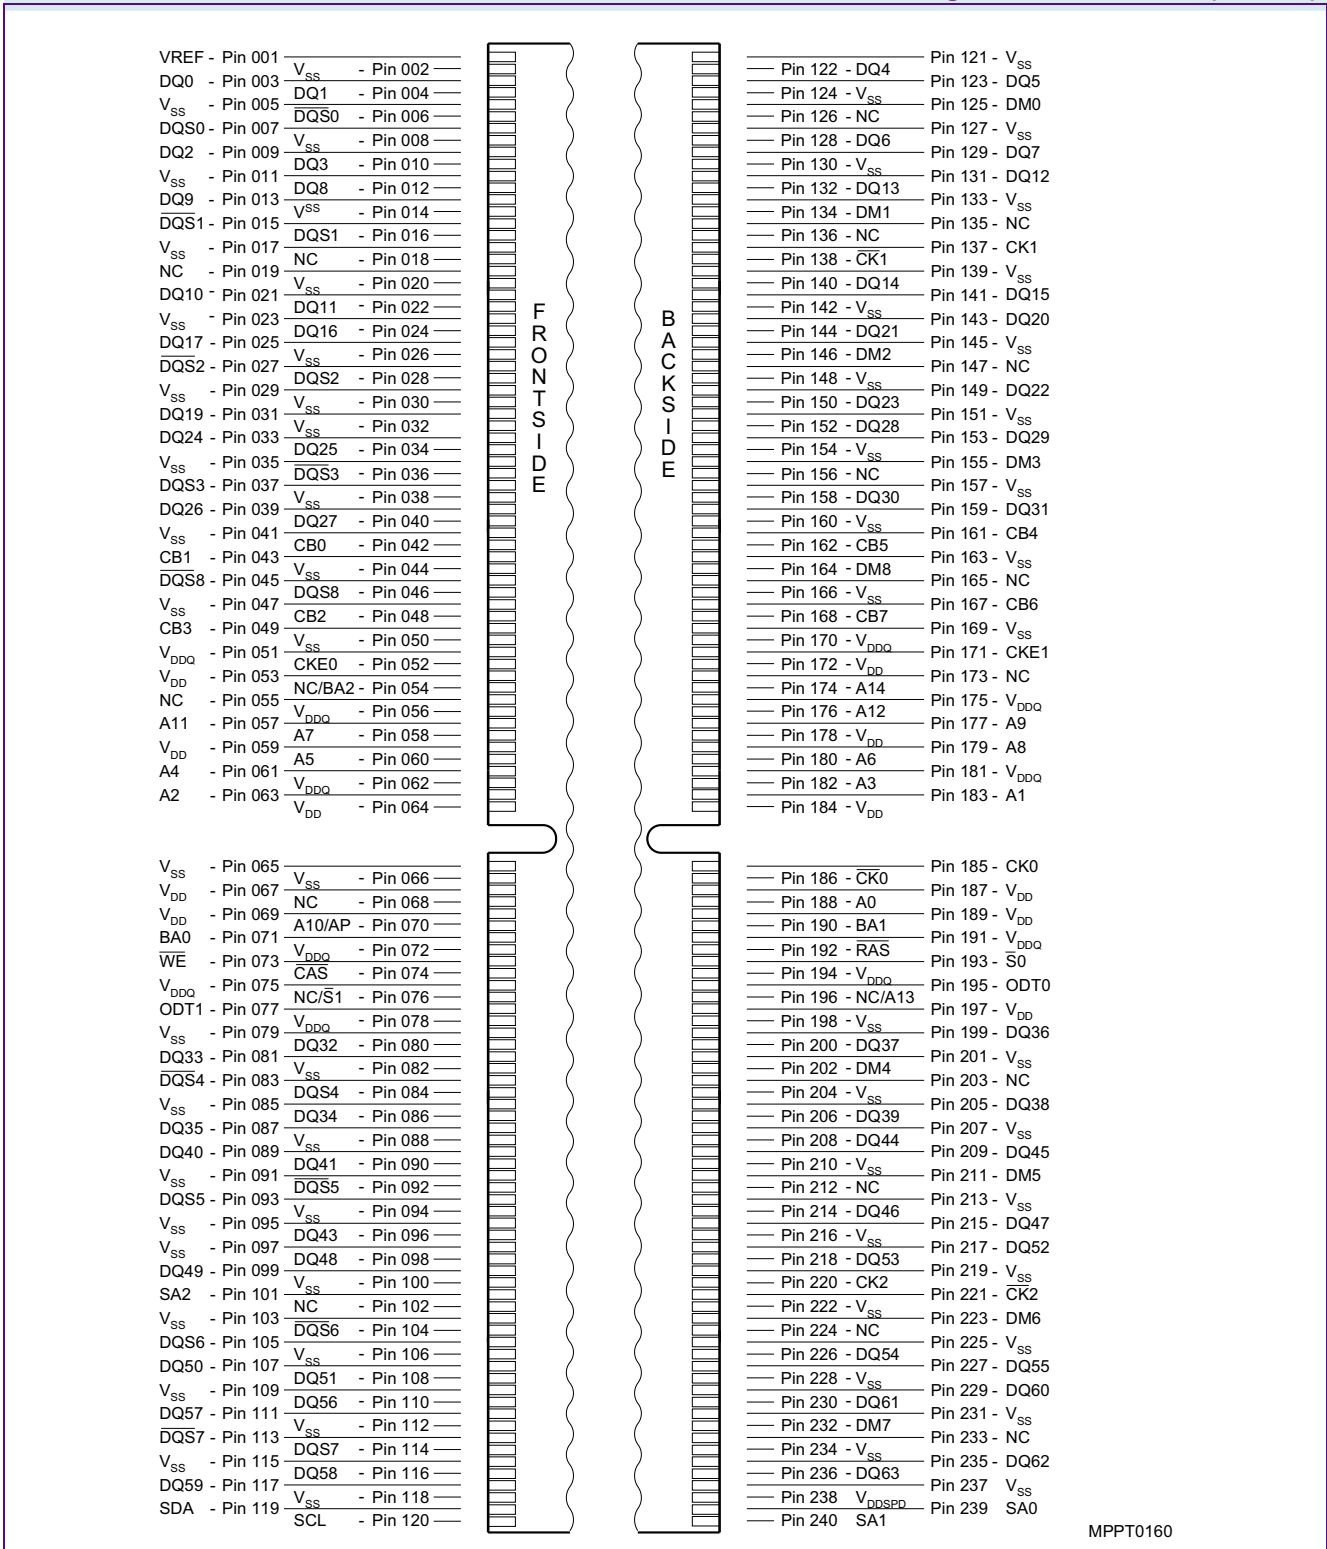 VREF - Pin 001
VSS - Pin 002
DQ0 - Pin 003
DQ1 - Pin 004
VSS - Pin 005
DQS0 - Pin 006
DQS0 - Pin 007
VSS - Pin 008
DQ2 - Pin 009
DQ3 - Pin 010
VSS - Pin 011
DQ8 - Pin 012
DQ9 - Pin 013
VSS - Pin 014
DQS1 - Pin 015
DQS1 - Pin 016
VSS - Pin 017
NC - Pin 018
NC - Pin 019
VSS - Pin 020
DQ10 - Pin 021
DQ11 - Pin 022
VSS - Pin 023
DQ16 - Pin 024
DQ17 - Pin 025
VSS - Pin 026
DQS2 - Pin 027
DQS2 - Pin 028
VSS - Pin 029
VSS - Pin 030
DQ19 - Pin 031
VSS - Pin 032
DQ24 - Pin 033
DQ25 - Pin 034
VSS - Pin 035
DQS3 - Pin 036
DQS3 - Pin 037
VSS - Pin 038
DQ26 - Pin 039
DQ27 - Pin 040
VSS - Pin 041
CB0 - Pin 042
CB1 - Pin 043
VSS - Pin 044
DQS8 - Pin 045
DQS8 - Pin 046
VSS - Pin 047
CB2 - Pin 048
CB3 - Pin 049
VSS - Pin 050
VDDQ - Pin 051
CKE0 - Pin 052
VDD - Pin 053
NC/BA2 - Pin 054
NC - Pin 055
VDDQ - Pin 056
A11 - Pin 057
A7 - Pin 058
VDD - Pin 059
A5 - Pin 060
A4 - Pin 061
VDDQ - Pin 062
A2 - Pin 063
VDD - Pin 064
VSS - Pin 065
VSS - Pin 066
VDD - Pin 067
NC - Pin 068
VDD - Pin 069
A10/AP - Pin 070
BA0 - Pin 071
VDDQ - Pin 072
WE - Pin 073
CAS - Pin 074
VDDQ - Pin 075
NC/S1 - Pin 076
ODT1 - Pin 077
VDDQ - Pin 078
VSS - Pin 079
DQ32 - Pin 080
DQ33 - Pin 081
VSS - Pin 082
DQS4 - Pin 083
DQS4 - Pin 084
VSS - Pin 085
DQ34 - Pin 086
DQ35 - Pin 087
VSS - Pin 088
DQ40 - Pin 089
DQ41 - Pin 090
VSS - Pin 091
DQS5 - Pin 092
DQS5 - Pin 093
VSS - Pin 094
VSS - Pin 095
DQ43 - Pin 096
VSS - Pin 097
DQ48 - Pin 098
DQ49 - Pin 099
VSS - Pin 100
SA2 - Pin 101
NC - Pin 102
VSS - Pin 103
DQS6 - Pin 104
DQS6 - Pin 105
VSS - Pin 106
DQ50 - Pin 107
DQ51 - Pin 108
VSS - Pin 109
DQ56 - Pin 110
DQ57 - Pin 111
VSS - Pin 112
DQS7 - Pin 113
DQS7 - Pin 114
VSS - Pin 115
DQ58 - Pin 116
DQ59 - Pin 117
VSS - Pin 118
SDA - Pin 119
SCL - Pin 120
FRONTSIDE
BACKSIDE
Pin 121 - VSS
Pin 122 - DQ4
Pin 123 - DQ5
Pin 124 - VSS
Pin 125 - DM0
Pin 126 - NC
Pin 127 - VSS
Pin 128 - DQ6
Pin 129 - DQ7
Pin 130 - VSS
Pin 131 - DQ12
Pin 132 - DQ13
Pin 133 - VSS
Pin 134 - DM1
Pin 135 - NC
Pin 136 - NC
Pin 137 - CK1
Pin 138 - CK1
Pin 139 - VSS
Pin 140 - DQ14
Pin 141 - DQ15
Pin 142 - VSS
Pin 143 - DQ20
Pin 144 - DQ21
Pin 145 - VSS
Pin 146 - DM2
Pin 147 - NC
Pin 148 - VSS
Pin 149 - DQ22
Pin 150 - DQ23
Pin 151 - VSS
Pin 152 - DQ28
Pin 153 - DQ29
Pin 154 - VSS
Pin 155 - DM3
Pin 156 - NC
Pin 157 - VSS
Pin 158 - DQ30
Pin 159 - DQ31
Pin 160 - VSS
Pin 161 - CB4
Pin 162 - CB5
Pin 163 - VSS
Pin 164 - DM8
Pin 165 - NC
Pin 166 - VSS
Pin 167 - CB6
Pin 168 - CB7
Pin 169 - VSS
Pin 170 - VDDQ
Pin 171 - CKE1
Pin 172 - VDD
Pin 173 - NC
Pin 174 - A14
Pin 175 - VDDQ
Pin 176 - A12
Pin 177 - A9
Pin 178 - VDD
Pin 179 - A8
Pin 180 - A6
Pin 181 - VDDQ
Pin 182 - A3
Pin 183 - A1
Pin 184 - VDD
Pin 185 - CK0
Pin 186 - CK0
Pin 187 - VDD
Pin 188 - A0
Pin 189 - VDD
Pin 190 - BA1
Pin 191 - VDDQ
Pin 192 - RAS
Pin 193 - S0
Pin 194 - VDDQ
Pin 195 - ODT0
Pin 196 - NC/A13
Pin 197 - VDD
Pin 198 - VSS
Pin 199 - DQ36
Pin 200 - DQ37
Pin 201 - VSS
Pin 202 - DM4
Pin 203 - NC
Pin 204 - VSS
Pin 205 - DQ38
Pin 206 - DQ39
Pin 207 - VSS
Pin 208 - DQ44
Pin 209 - DQ45
Pin 210 - VSS
Pin 211 - DM5
Pin 212 - NC
Pin 213 - VSS
Pin 214 - DQ46
Pin 215 - DQ47
Pin 216 - VSS
Pin 217 - DQ52
Pin 218 - DQ53
Pin 219 - VSS
Pin 220 - CK2
Pin 221 - CK2
Pin 222 - VSS
Pin 223 - DM6
Pin 224 - NC
Pin 225 - VSS
Pin 226 - DQ54
Pin 227 - DQ55
Pin 228 - VSS
Pin 229 - DQ60
Pin 230 - DQ61
Pin 231 - VSS
Pin 232 - DM7
Pin 233 - NC
Pin 234 - VSS
Pin 235 - DQ62
Pin 236 - DQ63
Pin 237 VSS
Pin 238 VDDSPD
Pin 239 SA0
Pin 240 SA1
MPPT0160